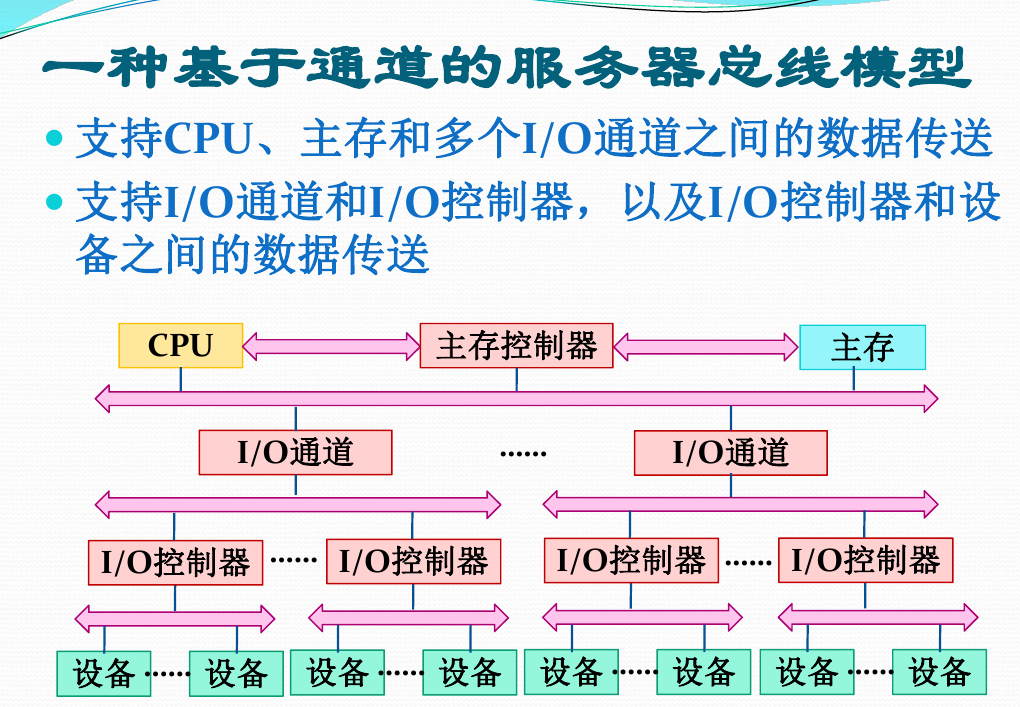 一种基于通道的服务器总线模型
支持CPU、主存和多个I/O通道之间的数据传送
支持I/O通道和I/O控制器，以及I/O控制器和设
备之间的数据传送
CPU 主存控制器 主存
I/O通道 …… I/O通道
I/O控制器 …… I/O控制器 I/O控制器 …… I/O控制器
设备 …… 设备 设备 …… 设备 设备 …… 设备 设备 …… 设备